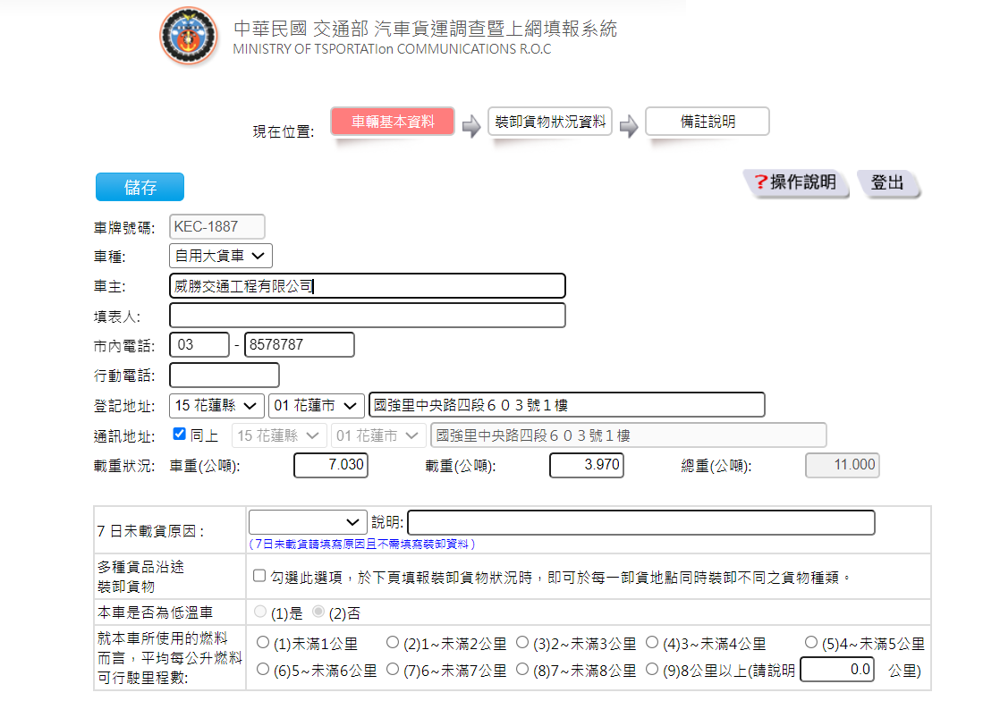 中華民國 交通部 汽車貨運調查暨上網填報系統
MINISTRY OF TSPORTATIon COMMUNICATIONS R.O.C
現在位置: 車輛基本資料 裝卸貨物狀況資料 備註說明
儲存 ?操作說明 登出
車牌號碼: KEC-1887
車種: 自用大貨車
車主: 威勝交通工程有限公司
填表人:
市內電話: 03 - 8578787
行動電話:
登記地址: 15 花蓮縣 01 花蓮市 國強里中央路四段６０３號１樓
通訊地址: 同上 15 花蓮縣 01 花蓮市 國強里中央路四段６０３號１樓
載重狀況: 車重(公噸): 7.030 載重(公噸): 3.970 總重(公噸): 11.000
7 日未載貨原因: 說明:
(7日未載貨請填寫原因且不需填寫裝卸資料)
多種貨品沿途
裝卸貨物
勾選此選項，於下頁填報裝卸貨物狀況時，即可於每一卸貨地點同時裝卸不同之貨物種類。
本車是否為低溫車 (1)是 (2)否
就本車所使用的燃料
而言，平均每公升燃料
可行駛里程數:
(1)未滿1公里 (2)1~未滿2公里 (3)2~未滿3公里 (4)3~未滿4公里 (5)4~未滿5公里
(6)5~未滿6公里 (7)6~未滿7公里 (8)7~未滿8公里 (9)8公里以上(請說明 0.0 公里)